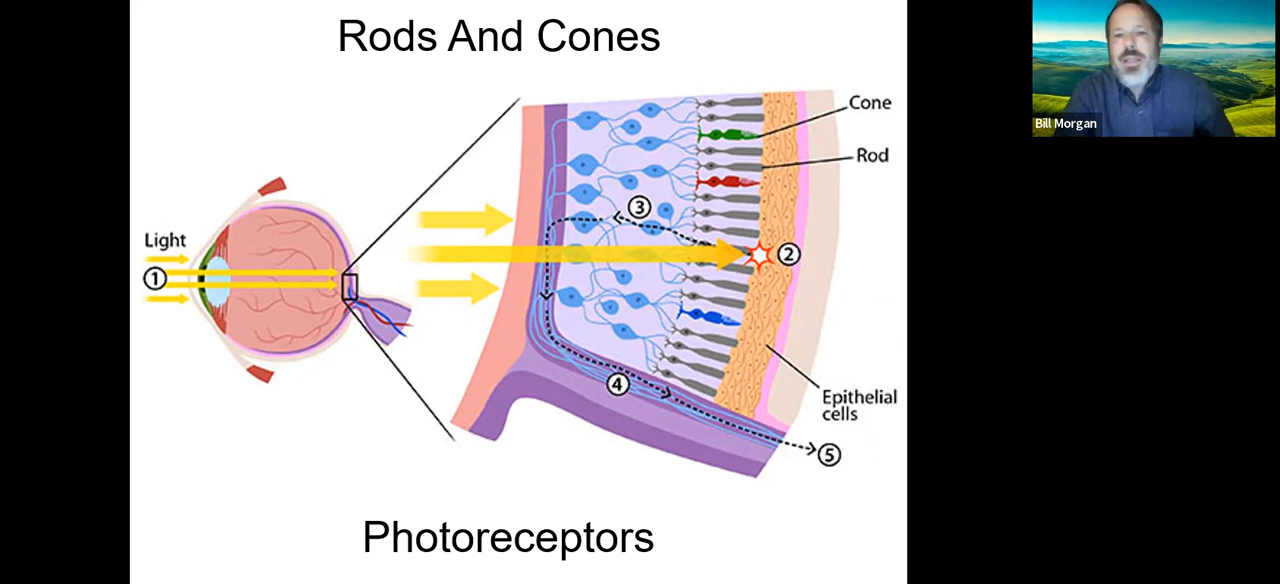 Rods And Cones
Bill Morgan
Cone
Rod
3
Light
2
1
4
Epithelial
cells
5
Photoreceptors